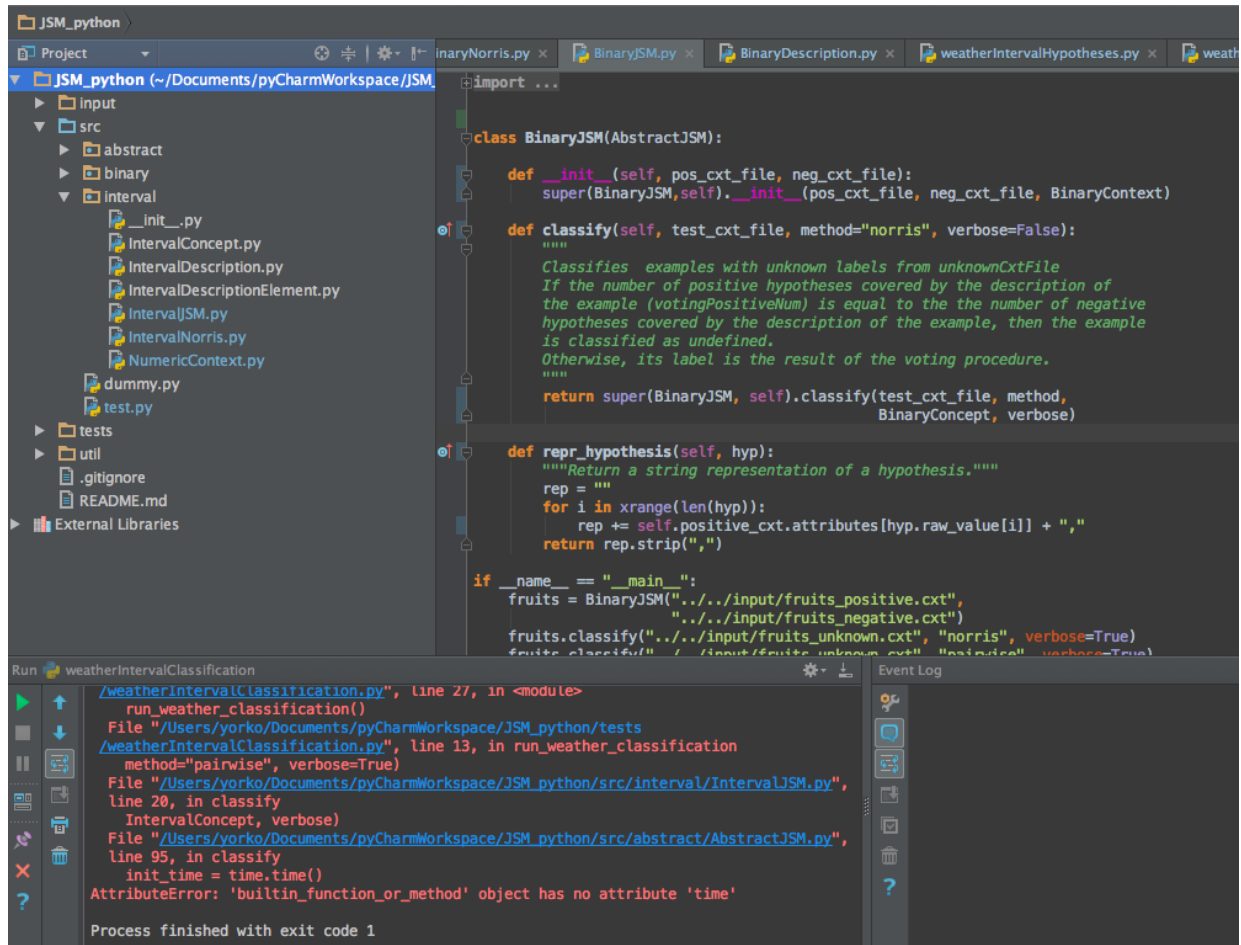 JSM_python
Project
inaryNorris.py ×
BinaryJSM.py ×
BinaryDescription.py ×
weatherIntervalHypotheses.py ×
weath
JSM_python (~/Documents/pyCharmWorkspace/JSM_
input
src
abstract
binary
interval
__init__.py
IntervalConcept.py
IntervalDescription.py
IntervalDescriptionElement.py
IntervalJSM.py
IntervalNorris.py
NumericContext.py
dummy.py
test.py
tests
util
.gitignore
README.md
External Libraries
import ...
class BinaryJSM(AbstractJSM):
def __init__(self, pos_cxt_file, neg_cxt_file):
super(BinaryJSM,self).__init__(pos_cxt_file, neg_cxt_file, BinaryContext)
def classify(self, test_cxt_file, method="norris", verbose=False):
"""
Classifies  examples with unknown labels from unknownCxtFile
If the number of positive hypotheses covered by the description of
the example (votingPositiveNum) is equal to the the number of negative
hypotheses covered by the description of the example, then the example
is classified as undefined.
Otherwise, its label is the result of the voting procedure.
"""
return super(BinaryJSM, self).classify(test_cxt_file, method,
BinaryConcept, verbose)
def repr_hypothesis(self, hyp):
"""Return a string representation of a hypothesis."""
rep = ""
for i in xrange(len(hyp)):
rep += self.positive_cxt.attributes[hyp.raw_value[i]] + ","
return rep.strip(",")
if __name__ == "__main__":
fruits = BinaryJSM("../../input/fruits_positive.cxt",
"../../input/fruits_negative.cxt")
fruits.classify("../../input/fruits_unknown.cxt", "norris", verbose=True)
fruits.classify("../../input/fruits_unknown.cxt", "pairwise", verbose=True)
Run weatherIntervalClassification
/weatherIntervalClassification.py", line 27, in <module>
run_weather_classification()
File "/Users/yorko/Documents/pyCharmWorkspace/JSM_python/tests
/weatherIntervalClassification.py", line 13, in run_weather_classification
method="pairwise", verbose=True)
File "/Users/yorko/Documents/pyCharmWorkspace/JSM_python/src/interval/IntervalJSM.py",
line 20, in classify
IntervalConcept, verbose)
File "/Users/yorko/Documents/pyCharmWorkspace/JSM_python/src/abstract/AbstractJSM.py",
line 95, in classify
init_time = time.time()
AttributeError: 'builtin_function_or_method' object has no attribute 'time'
Process finished with exit code 1
Event Log